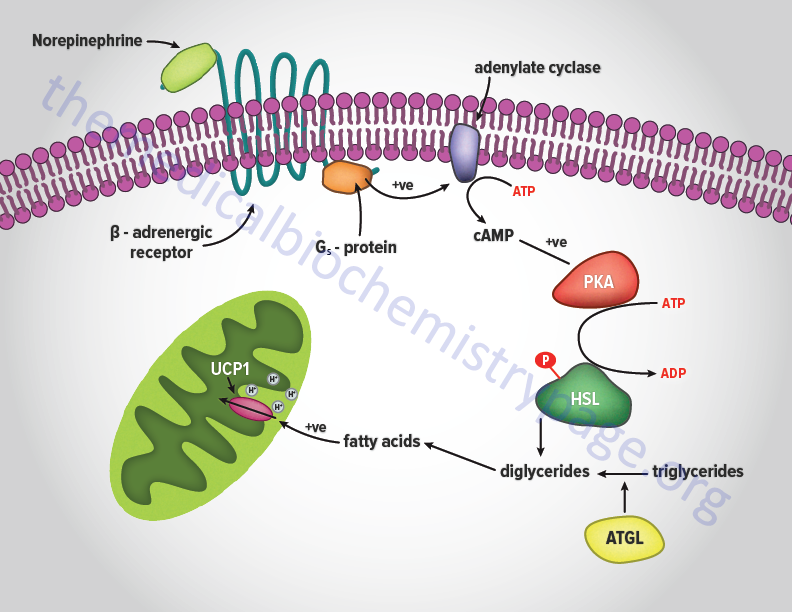 Norepinephrine
adenylate cyclase
+ve
ATP
β - adrenergic
receptor
Gs - protein
cAMP
+ve
PKA
ATP
P
ADP
UCP1
H+
H+
H+
H+
HSL
+ve
fatty acids
diglycerides
triglycerides
ATGL
themedicalbiochemistrypage.org